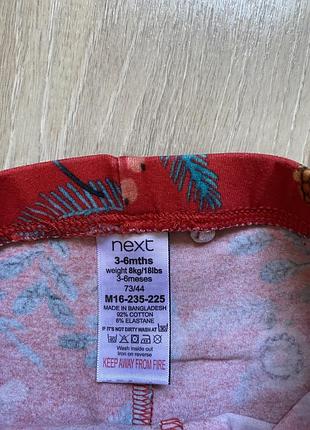 next
3-6mths
weight 8kg/18lbs
3-6meses
73/44
M16-235-225
MADE IN BANGLADESH
92% COTTON
8% ELASTANE
IF IT'S NOT DIRTY WASH AT
Wash inside out
Iron on reverse
KEEP AWAY FROM FIRE